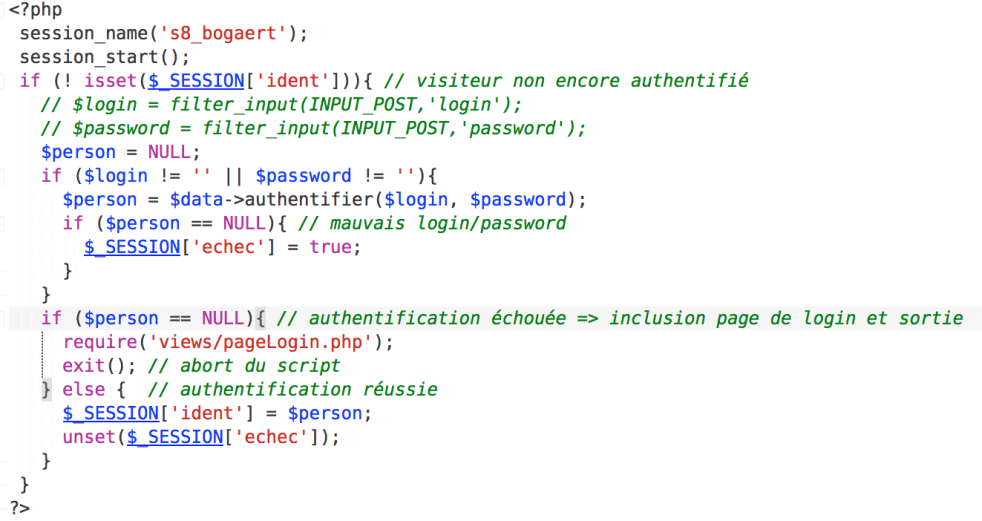 <?php
session_name('s8_bogaert');
session_start();
if (! isset($_SESSION['ident'])){ // visiteur non encore authentifié
// $login = filter_input(INPUT_POST,'login');
// $password = filter_input(INPUT_POST,'password');
$person = NULL;
if ($login != '' || $password != ''){
$person = $data->authentifier($login, $password);
if ($person == NULL){ // mauvais login/password
$_SESSION['echec'] = true;
}
}
if ($person == NULL){ // authentification échouée => inclusion page de login et sortie
require('views/pageLogin.php');
exit(); // abort du script
} else {  // authentification réussie
$_SESSION['ident'] = $person;
unset($_SESSION['echec']);
}
}
?>